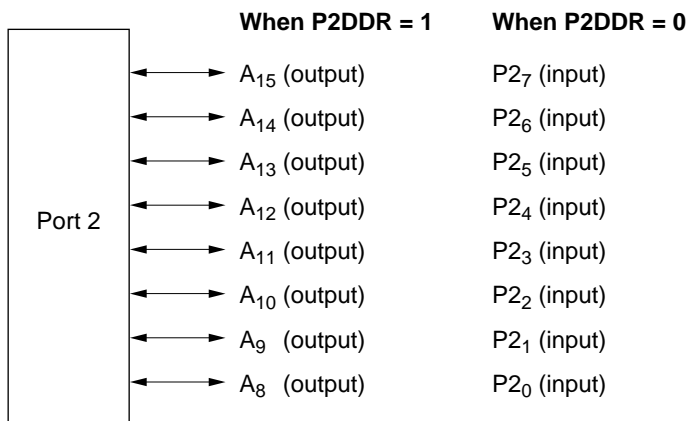 When P2DDR = 1 When P2DDR = 0
A15 (output) P27 (input)
A14 (output) P26 (input)
A13 (output) P25 (input)
Port 2 A12 (output) P24 (input)
A11 (output) P23 (input)
A10 (output) P22 (input)
A9 (output) P21 (input)
A8 (output) P20 (input)